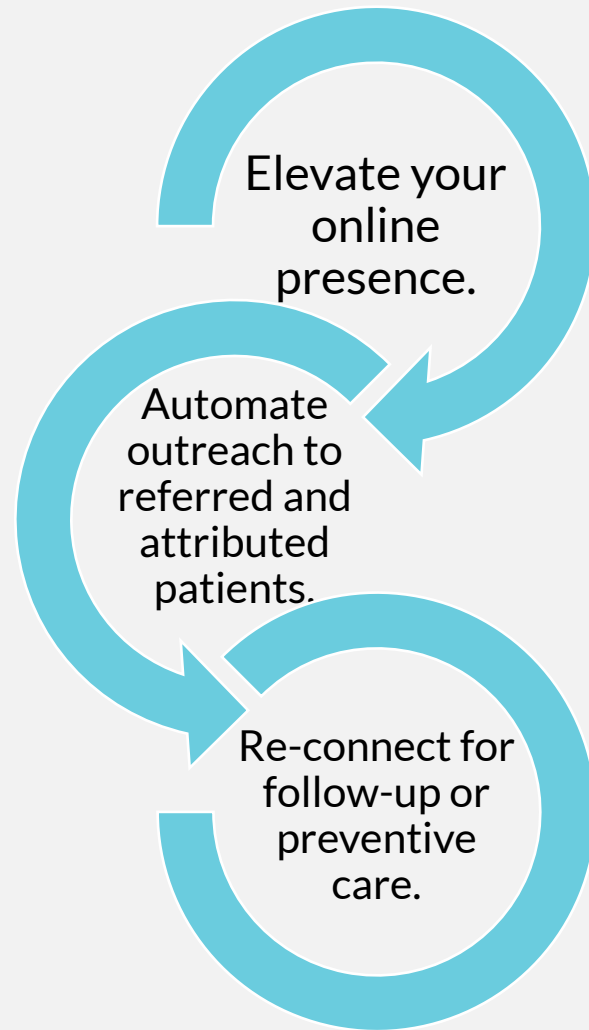 Elevate your
online
presence.
Automate
outreach to
referred and
attributed
patients.
Re-connect for
follow-up or
preventive
care.